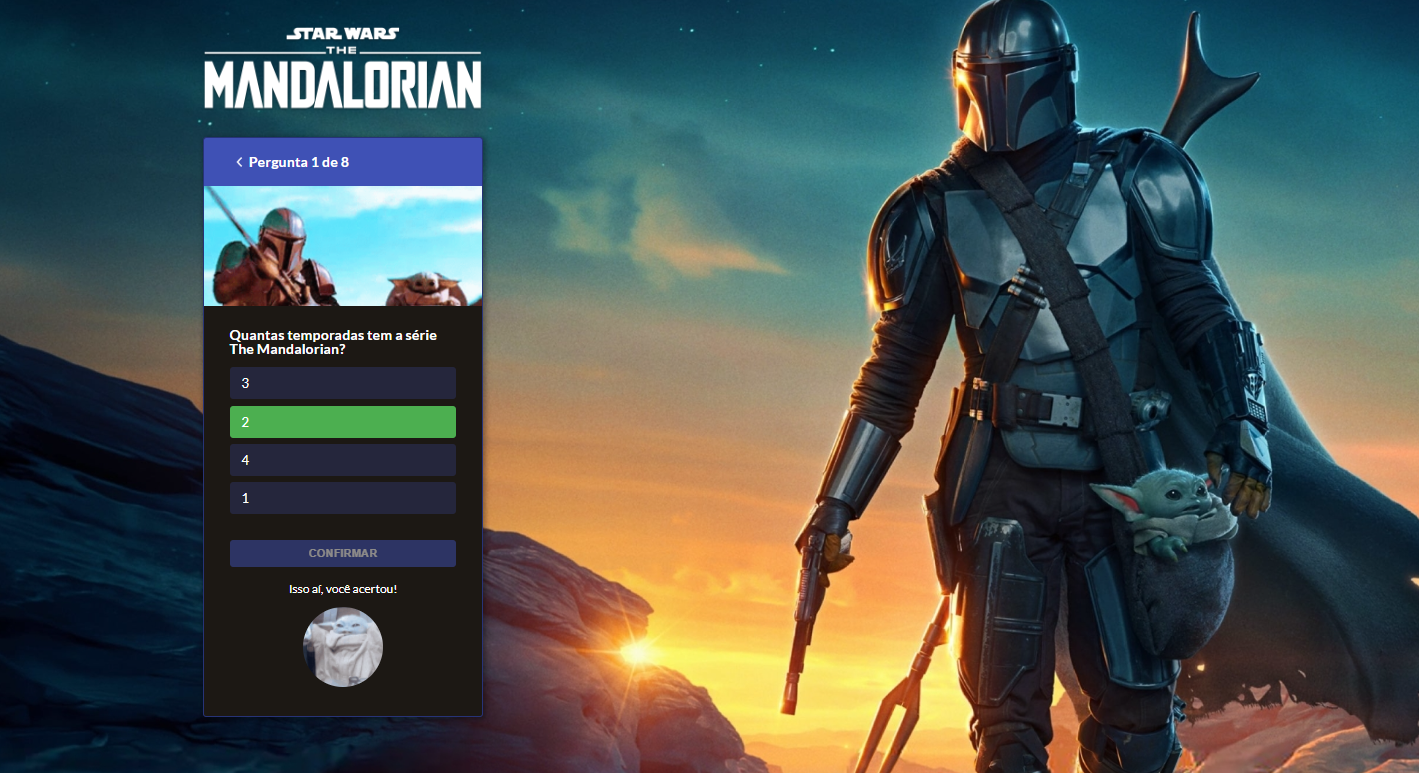 STAR WARS
THE
MANDALORIAN
Pergunta 1 de 8
Quantas temporadas tem a série
The Mandalorian?
3
2
4
1
CONFIRMAR
Isso aí, você acertou!